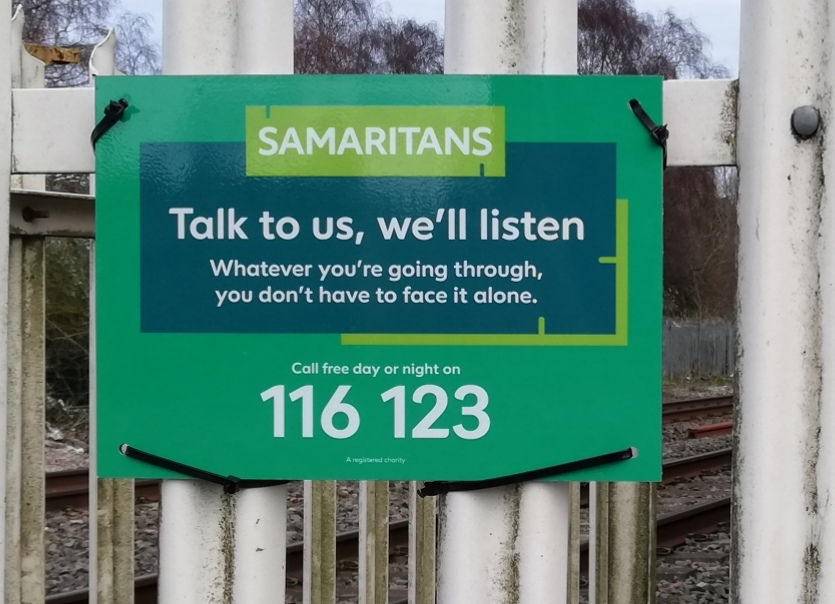 SAMARITANS
Talk to us, we'll listen
Whatever you're going through,
you don't have to face it alone.
Call free day or night on
116 123
A registered charity